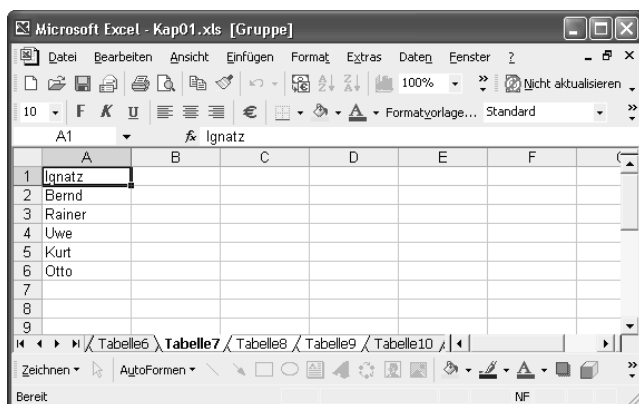 Microsoft Excel - Kap01.xls [Gruppe]
Datei Bearbeiten Ansicht Einfügen Format Extras Daten Fenster ?
100% Nicht aktualisieren
10 F K U € Formatvorlage... Standard
A1 fx Ignatz
A B C D E F
1 Ignatz
2 Bernd
3 Rainer
4 Uwe
5 Kurt
6 Otto
7
8
9
Tabelle6 Tabelle7 Tabelle8 Tabelle9 Tabelle10
Zeichnen AutoFormen
Bereit NF